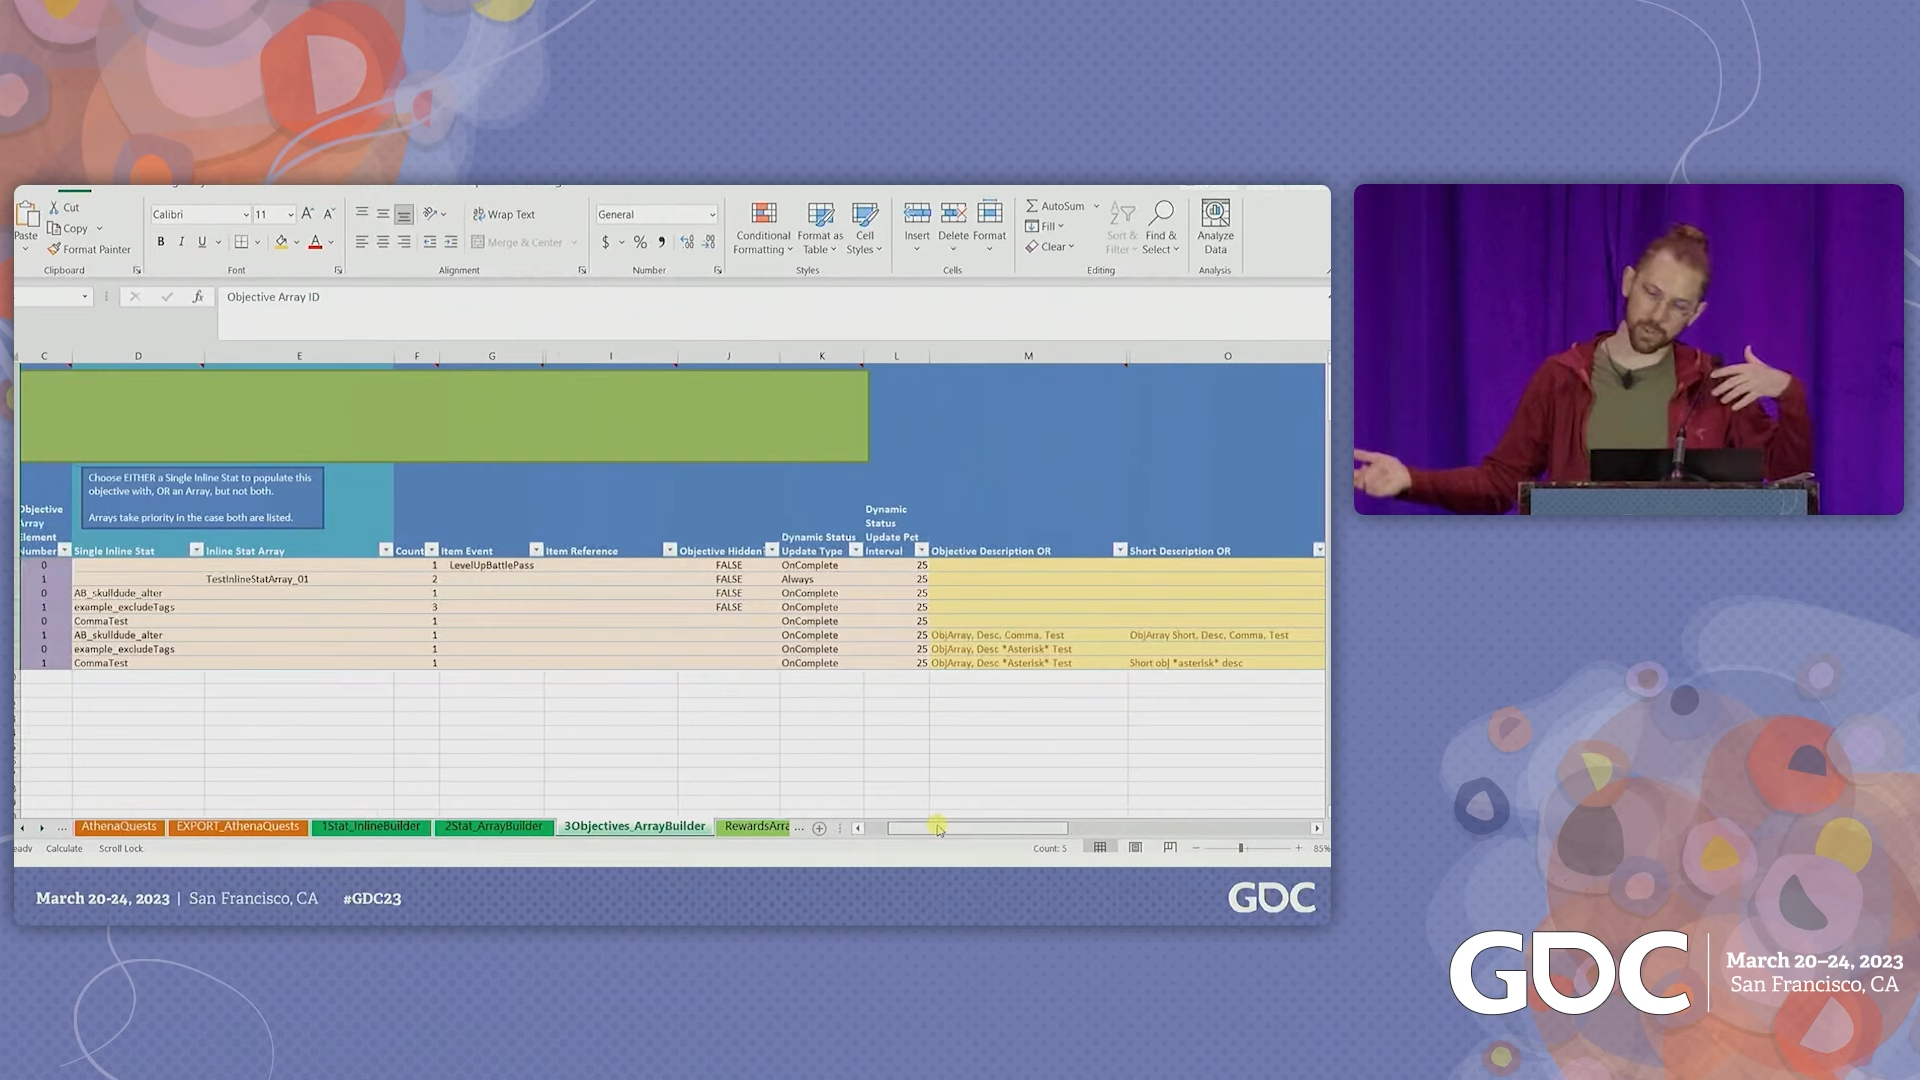 Cut
Copy
Format Painter
Paste
Clipboard
Calibri
11
B I U
Font
Wrap Text
Merge & Center
Alignment
General
$ % ,
Number
Conditional Formatting
Format as Table
Cell Styles
Styles
Insert
Delete
Format
Cells
AutoSum
Fill
Clear
Sort & Filter
Find & Select
Editing
Analyze Data
Analysis
fx
Objective Array ID
C D E F G I J K L M O
Choose EITHER a Single Inline Stat to populate this
objective with, OR an Array, but not both.
Arrays take priority in the case both are listed.
Objective Array Element Number
Single Inline Stat
Inline Stat Array
Count
Item Event
Item Reference
Objective Hidden?
Dynamic Status Update Type
Dynamic Status Update Pct Interval
Objective Description OR
Short Description OR
0 1 LevelUpBattlePass FALSE OnComplete 25
1 TestInlineStatArray_01 2 FALSE Always 25
0 AB_skulldude_alter 1 FALSE OnComplete 25
1 example_excludeTags 3 FALSE OnComplete 25
0 CommaTest 1 OnComplete 25
1 AB_skulldude_alter 1 OnComplete 25 ObjArray, Desc, Comma. Test ObjArray Short, Desc, Comma, Test
0 example_excludeTags 1 OnComplete 25 ObjArray, Desc *Asterisk* Test
1 CommaTest 1 OnComplete 25 ObjArray, Desc *Asterisk* Test Short obj *asterisk* desc
... AthenaQuests EXPORT_AthenaQuests 1Stat_InlineBuilder 2Stat_ArrayBuilder 3Objectives_ArrayBuilder RewardsArra ...
eady Calculate Scroll Lock Count: 5 85%
March 20-24, 2023 | San Francisco, CA #GDC23
GDC
GDC
March 20–24, 2023
San Francisco, CA